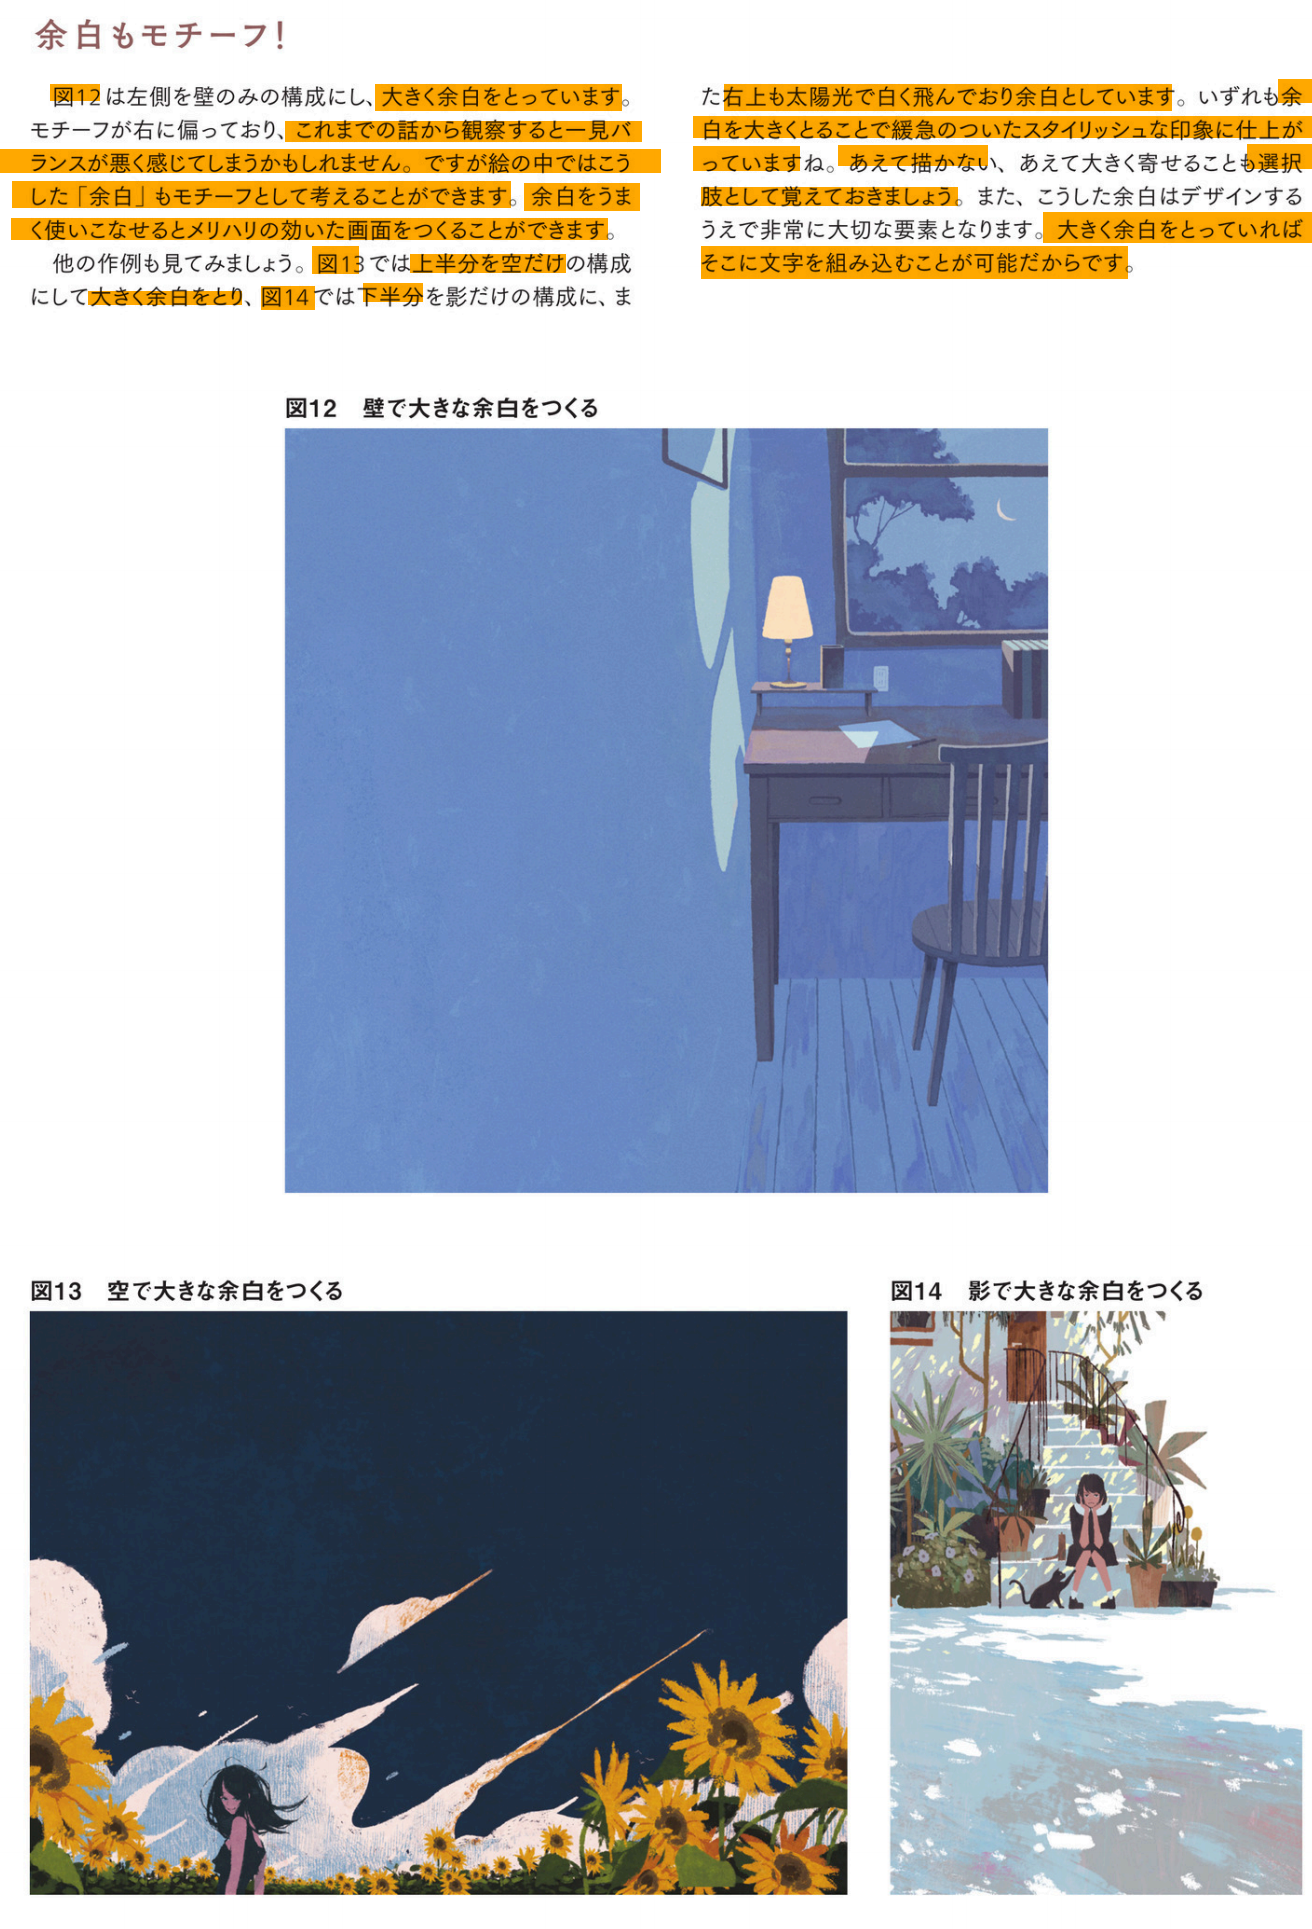 余白もモチーフ!
図12は左側を壁のみの構成にし、大きく余白をとっています。
モチーフが右に偏っており、これまでの話から観察すると一見バ
ランスが悪く感じてしまうかもしれません。ですが絵の中ではこう
した「余白」もモチーフとして考えることができます。余白をうま
く使いこなせるとメリハリの効いた画面をつくることができます。
他の作例も見てみましょう。図13では上半分を空だけの構成
にして大きく余白をとり、図14では下半分を影だけの構成に、ま
た右上も太陽光で白く飛んでおり余白としています。いずれも余
白を大きくとることで緩急のついたスタイリッシュな印象に仕上が
っていますね。あえて描かない、あえて大きく寄せることも選択
肢として覚えておきましょう。また、こうした余白はデザインする
うえで非常に大切な要素となります。大きく余白をとっていれば
そこに文字を組み込むことが可能だからです。
図12　壁で大きな余白をつくる
図13　空で大きな余白をつくる
図14　影で大きな余白をつくる